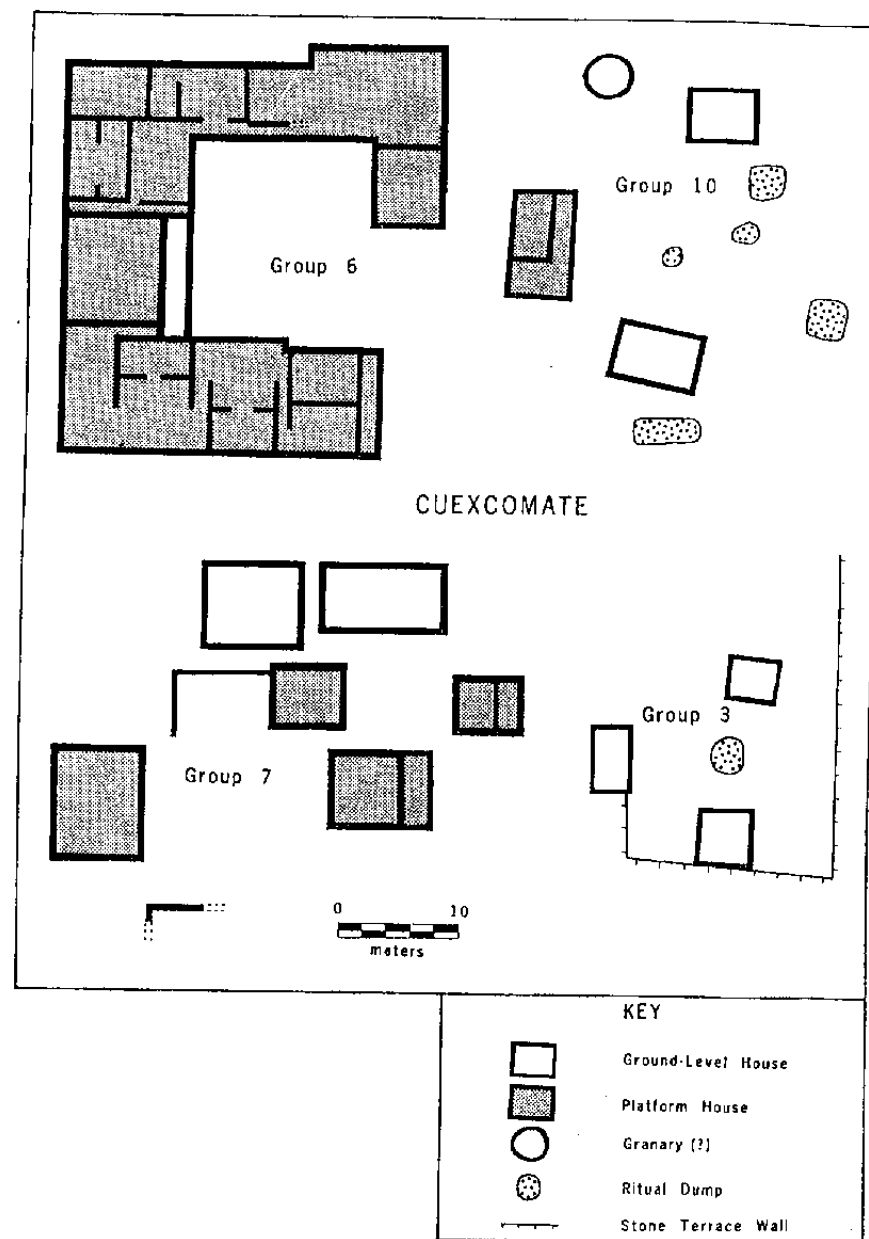 Group 10
Group 6
CUEXCOMATE
Group 3
Group 7
0 10
meters
KEY
Ground-Level House
Platform House
Granary (?)
Ritual Dump
Stone Terrace Wall